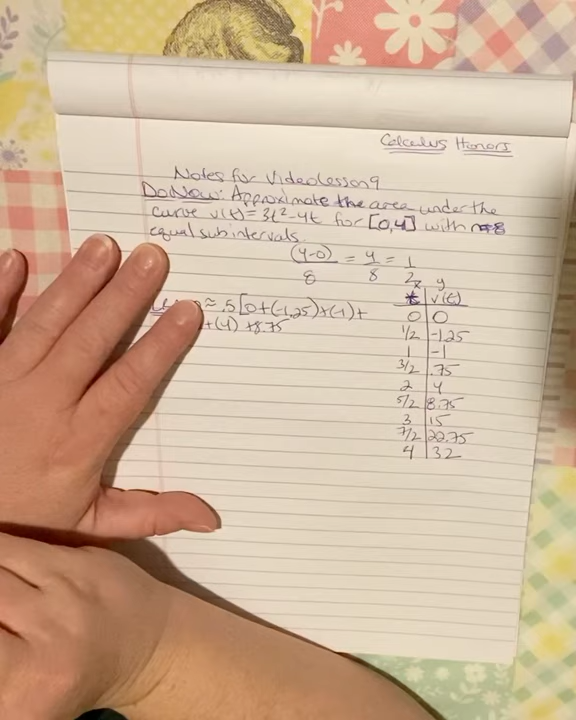 Calculus Honors
Notes for Video Lesson 9
Do Now: Approximate the area under the
curve v(t) = 3t²-4t for [0,4] with n=8
equal subintervals.
(4-0) = 4 = 1
8 8 2
x y
t v(t)
0 0
1/2 -1.25
1 -1
3/2 .75
2 4
5/2 8.75
3 15
7/2 22.75
4 32
≈ .5[0+(-1.25)+(-1)+
+(4) +8.75